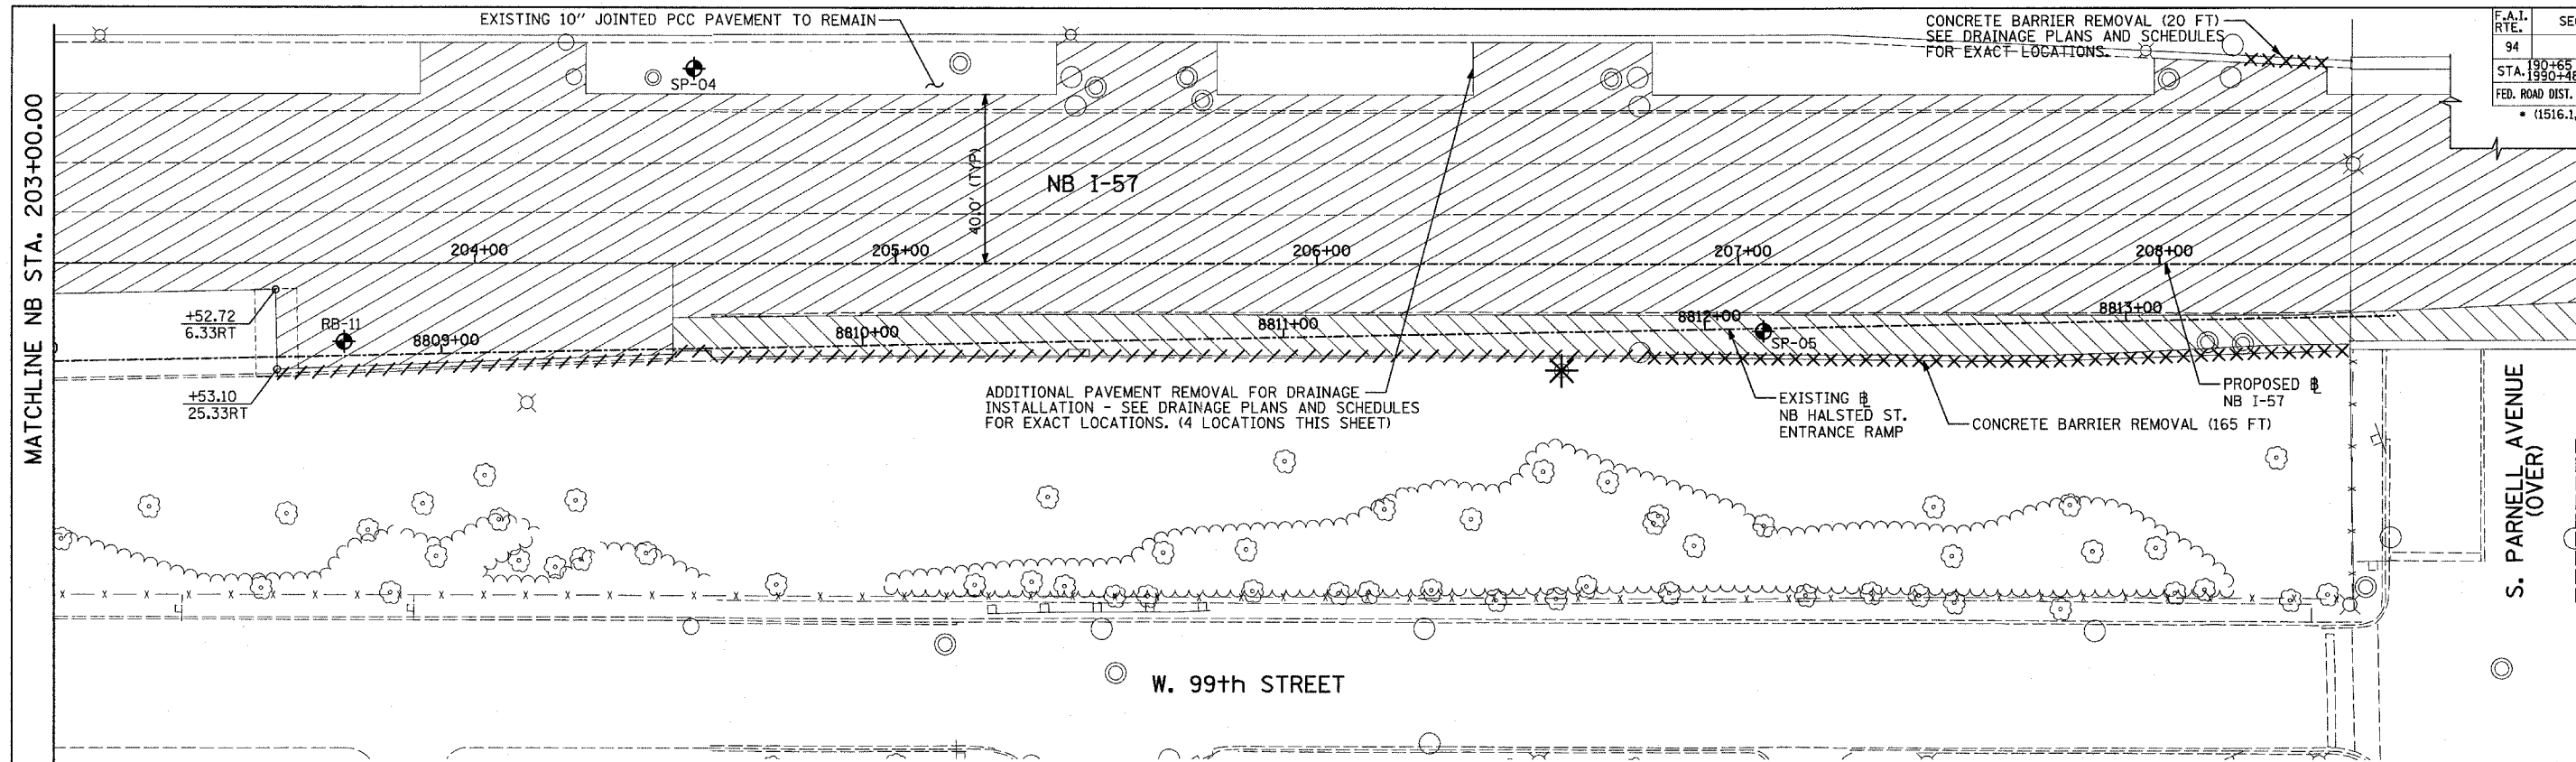 EXISTING 10" JOINTED PCC PAVEMENT TO REMAIN
CONCRETE BARRIER REMOVAL (20 FT)
SEE DRAINAGE PLANS AND SCHEDULES
FOR EXACT LOCATIONS.
F.A.I.
RTE.
94
STA. 190+65
FED. ROAD DIST.
SP-04
MATCHLINE NB STA. 203+00.00
40.0' (TYP)
NB I-57
204+00
205+00
206+00
207+00
208+00
+52.72
6.33RT
RB-11
8809+00
8810+00
8811+00
8812+00
8813+00
SP-05
+53.10
25.33RT
ADDITIONAL PAVEMENT REMOVAL FOR DRAINAGE
INSTALLATION - SEE DRAINAGE PLANS AND SCHEDULES
FOR EXACT LOCATIONS. (4 LOCATIONS THIS SHEET)
EXISTING ℄
NB HALSTED ST.
ENTRANCE RAMP
CONCRETE BARRIER REMOVAL (165 FT)
PROPOSED ℄
NB I-57
S. PARNELL AVENUE
(OVER)
W. 99th STREET